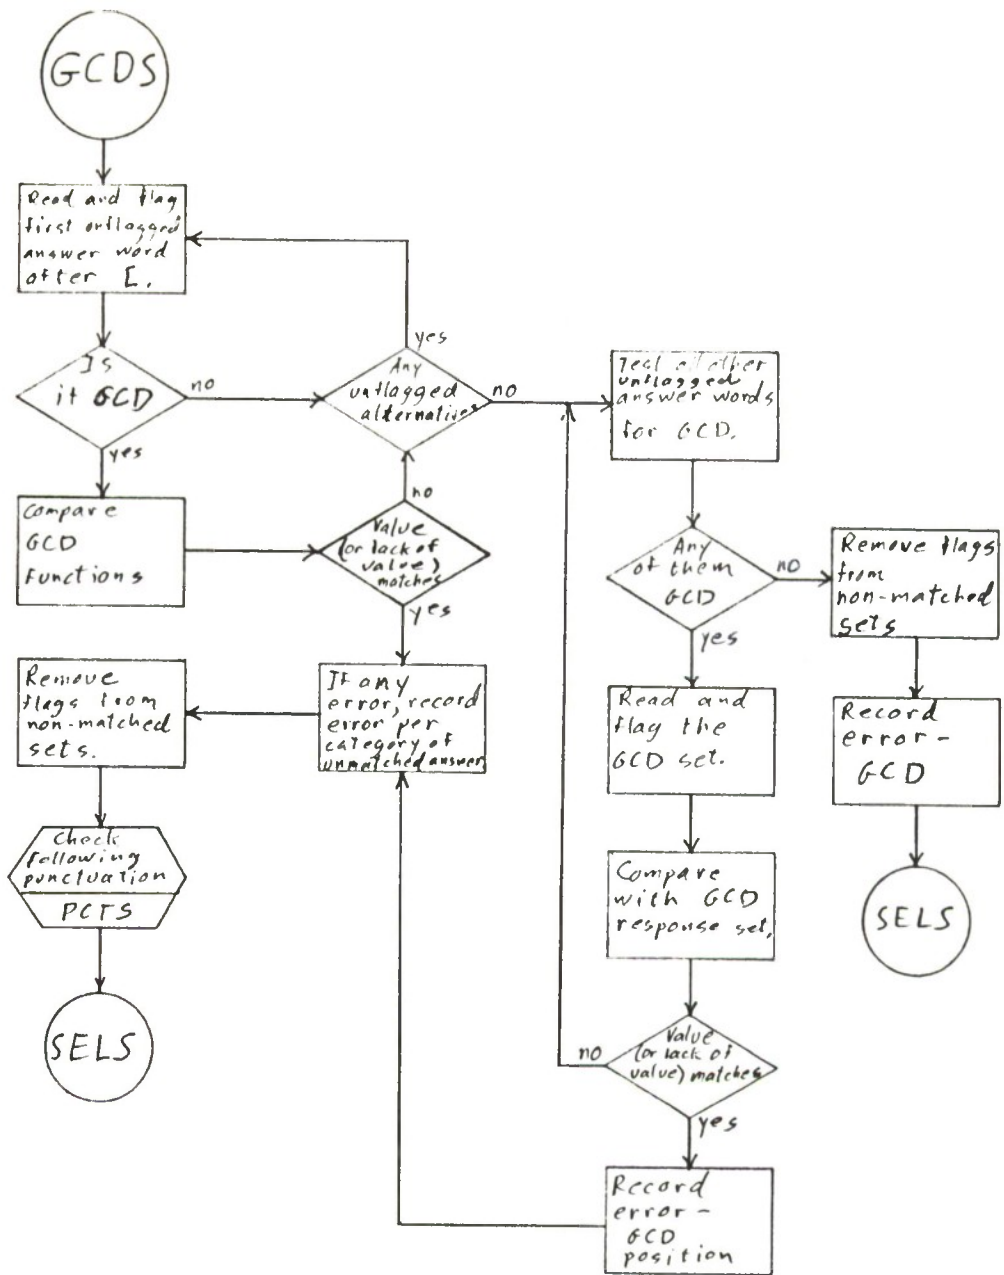 GCDS
Read and flag
first unflagged
answer word
after [.
Is
it GCD
no
yes
Compare
GCD
Functions
Any
unflagged
alternatives
yes
no
Value
(or lack of
value)
matches
no
yes
If any
error, record
error per
category of
unmatched answer
Remove
flags from
non-matched
sets.
Check
following
punctuation
PCTS
SELS
Test all other
unflagged
answer words
for GCD.
Any
of them
GCD
no
yes
Remove flags
from
non-matched
sets
Record
error-
GCD
SELS
Read and
flag the
GCD set.
Compare
with GCD
response set.
Value
(or lack of
value) matches
no
yes
Record
error-
GCD
position